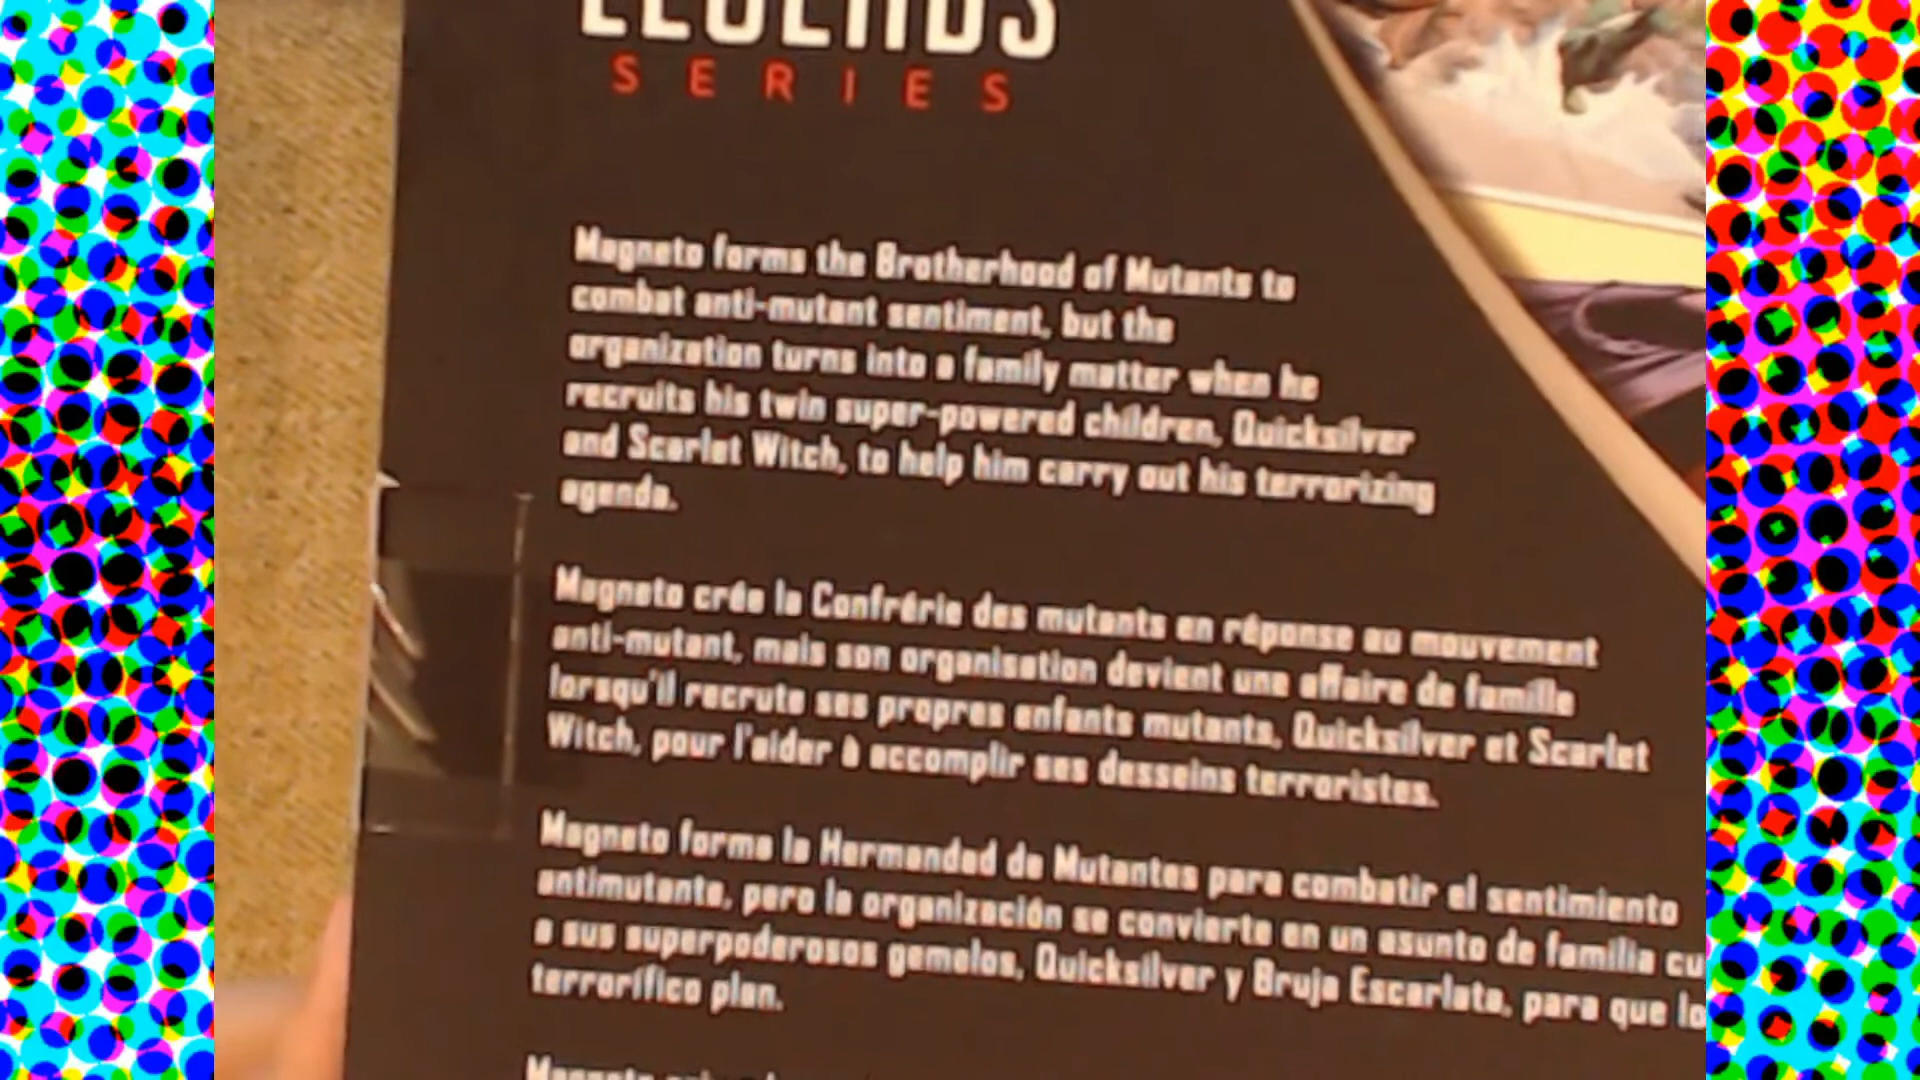 LEGENDS
SERIES
Magneto forms the Brotherhood of Mutants to
combat anti-mutant sentiment, but the
organization turns into a family matter when he
recruits his twin super-powered children, Quicksilver
and Scarlet Witch, to help him carry out his terrorizing
agenda.
Magneto crée la Confrérie des mutants en réponse au mouvement
anti-mutant, mais son organisation devient une affaire de famille
lorsqu'il recrute ses propres enfants mutants, Quicksilver et Scarlet
Witch, pour l'aider à accomplir ses desseins terroristes.
Magneto forma la Hermandad de Mutantes para combatir el sentimiento
antimutante, pero la organización se convierte en un asunto de familia cu
a sus superpoderosos gemelos, Quicksilver y Bruja Escarlata, para que lo
terrorífico plan.
Magneto